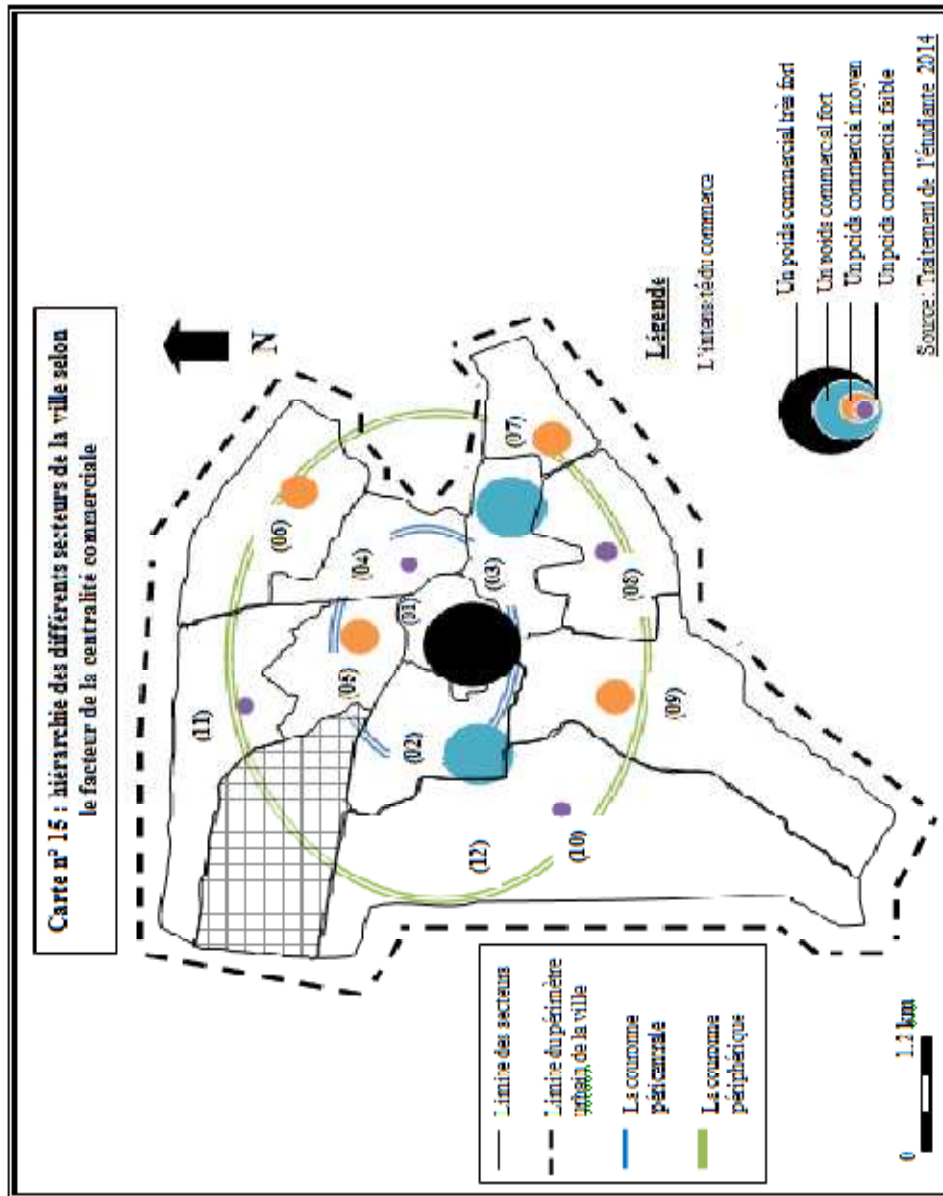 Carte n° 15 : hiérarchie des différents secteurs de la ville selon
le facteur de la centralité commerciale
N
(11)
(06)
(04)
(05)
(01)
(07)
(02)
(03)
(12)
(10)
(08)
(09)
Limite des secteurs
Limite du périmètre
urbain de la ville
La couronne
péricentrale
La couronne
périphérique
0
1.2 km
Légende
L'intensité du commerce
Un poids commercial très fort
Un poids commercial fort
Un poids commercial moyen
Un poids commercial faible
Source: Traitement de l'étudiante 2014